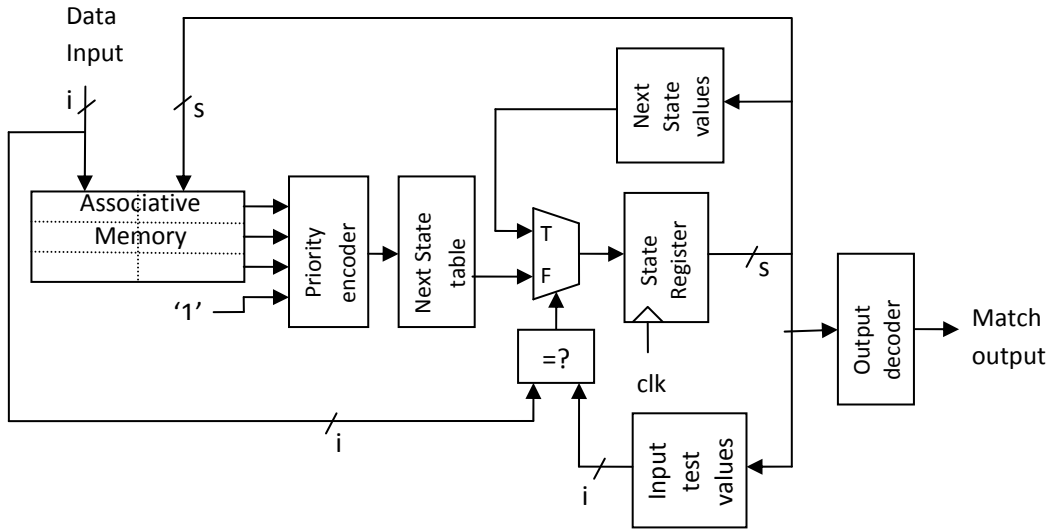 Data
Input
i
s
Associative
Memory
'1'
Priority
encoder
Next State
table
T
F
=?
Next
State
values
State
Register
clk
s
Output
decoder
Match
output
i
i
Input
test
values